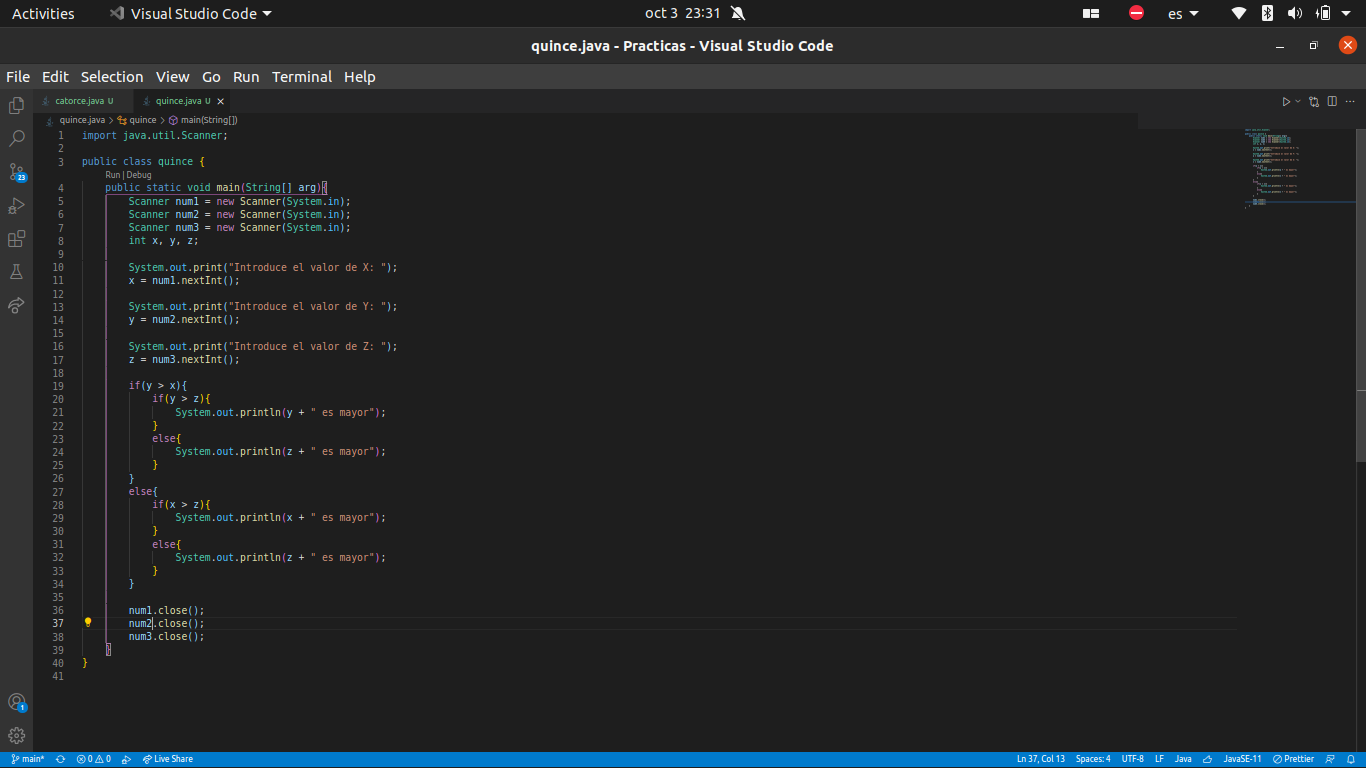 Activities Visual Studio Code oct 3 23:31 es
quince.java - Practicas - Visual Studio Code
File Edit Selection View Go Run Terminal Help
catorce.java U quince.java U
quince.java > quince > main(String[])
1 import java.util.Scanner;
2
3 public class quince {
Run | Debug
4 public static void main(String[] arg){
5 Scanner num1 = new Scanner(System.in);
6 Scanner num2 = new Scanner(System.in);
7 Scanner num3 = new Scanner(System.in);
8 int x, y, z;
9
10 System.out.print("Introduce el valor de X: ");
11 x = num1.nextInt();
12
13 System.out.print("Introduce el valor de Y: ");
14 y = num2.nextInt();
15
16 System.out.print("Introduce el valor de Z: ");
17 z = num3.nextInt();
18
19 if(y > x){
20 if(y > z){
21 System.out.println(y + " es mayor");
22 }
23 else{
24 System.out.println(z + " es mayor");
25 }
26 }
27 else{
28 if(x > z){
29 System.out.println(x + " es mayor");
30 }
31 else{
32 System.out.println(z + " es mayor");
33 }
34 }
35
36 num1.close();
37 num2.close();
38 num3.close();
39 }
40 }
41
23
1
main* 0 0 Live Share Ln 37, Col 13 Spaces: 4 UTF-8 LF Java JavaSE-11 Prettier